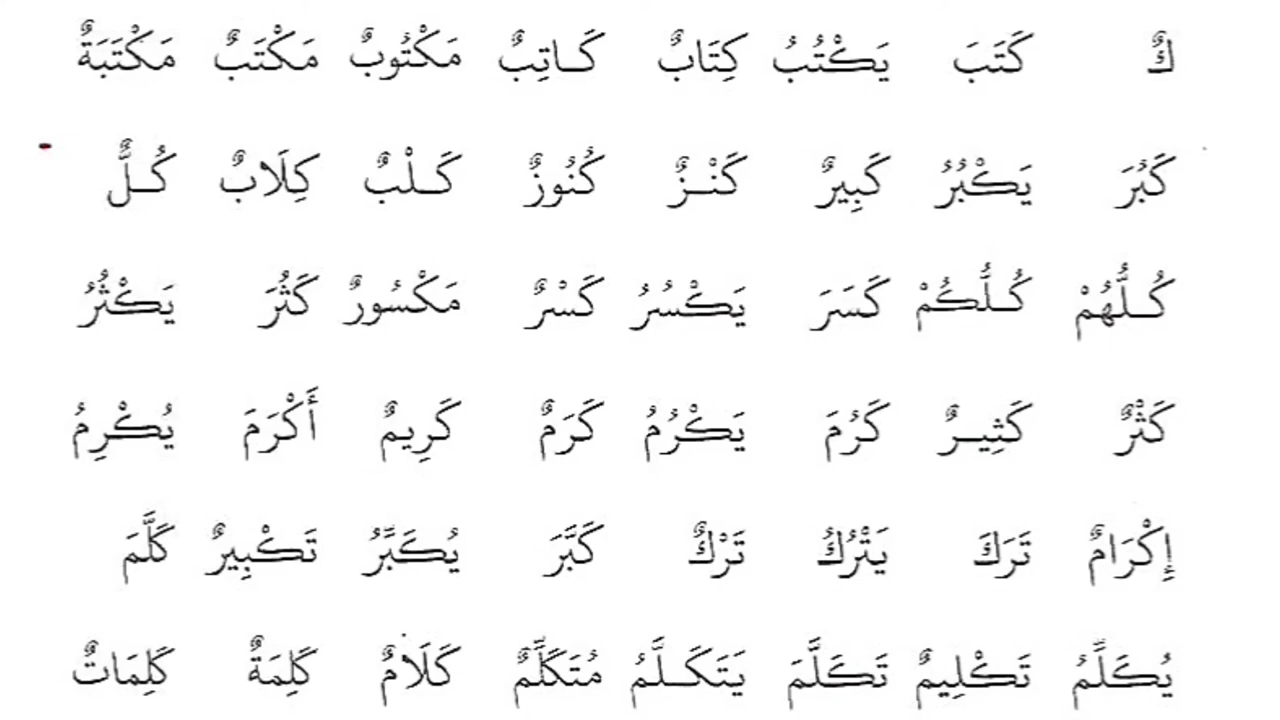 كٌ كَتَبَ يَكْتُبُ كِتَابٌ كَاتِبٌ مَكْتُوبٌ مَكْتَبٌ مَكْتَبَةٌ
كَبُرَ يَكْبُرُ كَبِيرٌ كَنْزٌ كُنُوزٌ كَلْبٌ كِلَابٌ كُلٌّ
كُلُّهُمْ كُلُّكُمْ كَسَرَ يَكْسُرُ كَسْرٌ مَكْسُورٌ كَثُرَ يَكْثُرُ
كَثْرٌ كَثِيرٌ كَرُمَ يَكْرُمُ كَرَمٌ كَرِيمٌ أَكْرَمَ يُكْرِمُ
إِكْرَامٌ تَرَكَ يَتْرُكُ تَرْكٌ كَبَّرَ يُكَبِّرُ تَكْبِيرٌ كَلَّمَ
يُكَلِّمُ تَكْلِيمٌ تَكَلَّمَ يَتَكَلَّمُ مُتَكَلِّمٌ كَلَامٌ كَلِمَةٌ كَلِمَاتٌ